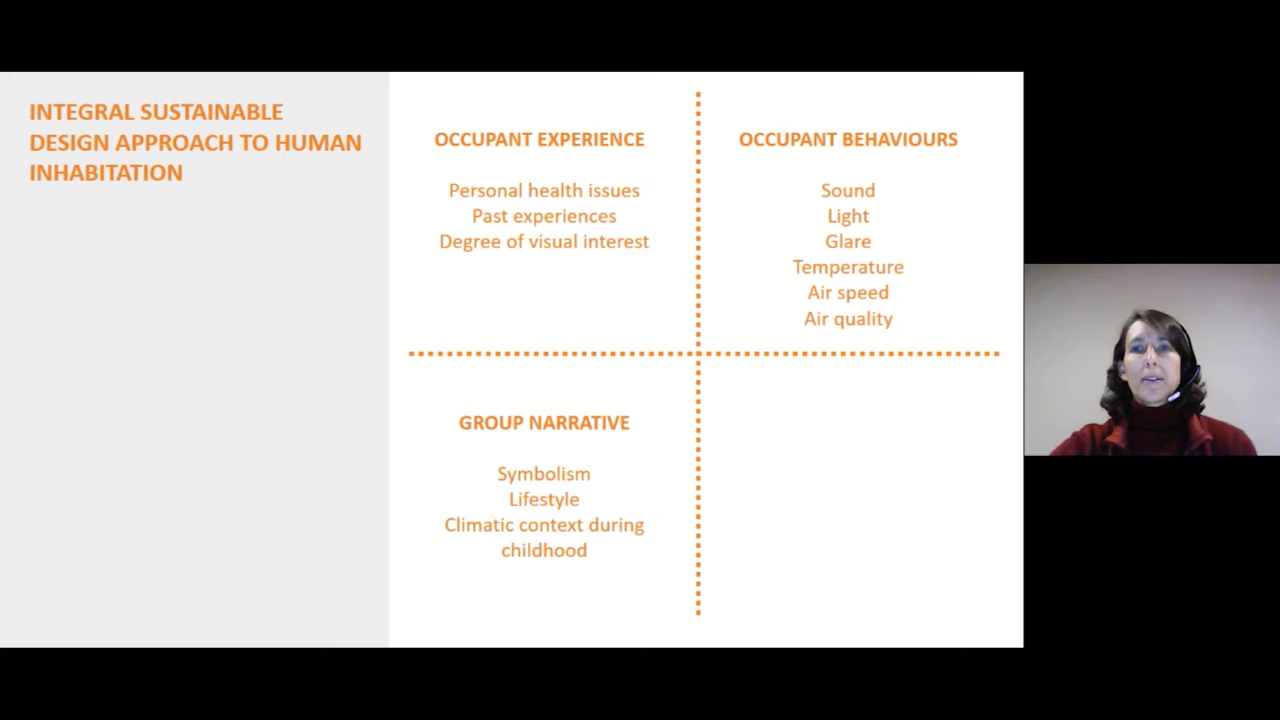 INTEGRAL SUSTAINABLE
DESIGN APPROACH TO HUMAN
INHABITATION
OCCUPANT EXPERIENCE
Personal health issues
Past experiences
Degree of visual interest
OCCUPANT BEHAVIOURS
Sound
Light
Glare
Temperature
Air speed
Air quality
GROUP NARRATIVE
Symbolism
Lifestyle
Climatic context during
childhood